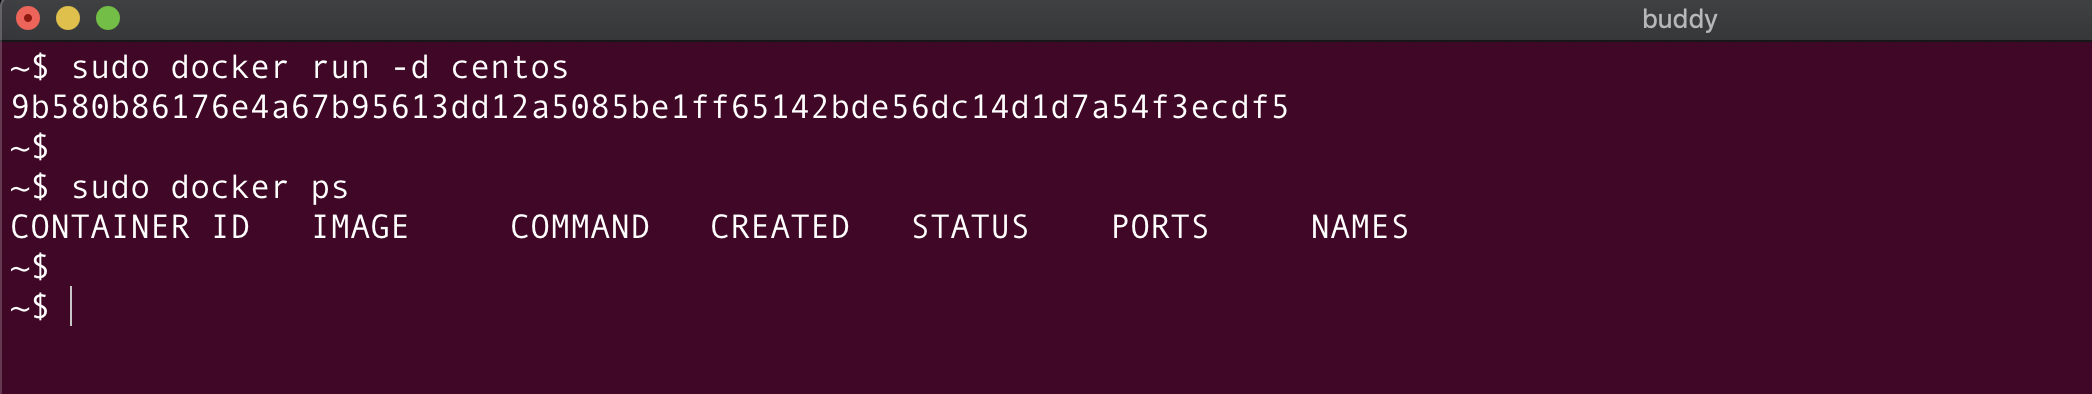 buddy
~$ sudo docker run -d centos
9b580b86176e4a67b95613dd12a5085be1ff65142bde56dc14d1d7a54f3ecdf5
~$
~$ sudo docker ps
CONTAINER ID   IMAGE     COMMAND   CREATED   STATUS    PORTS     NAMES
~$
~$